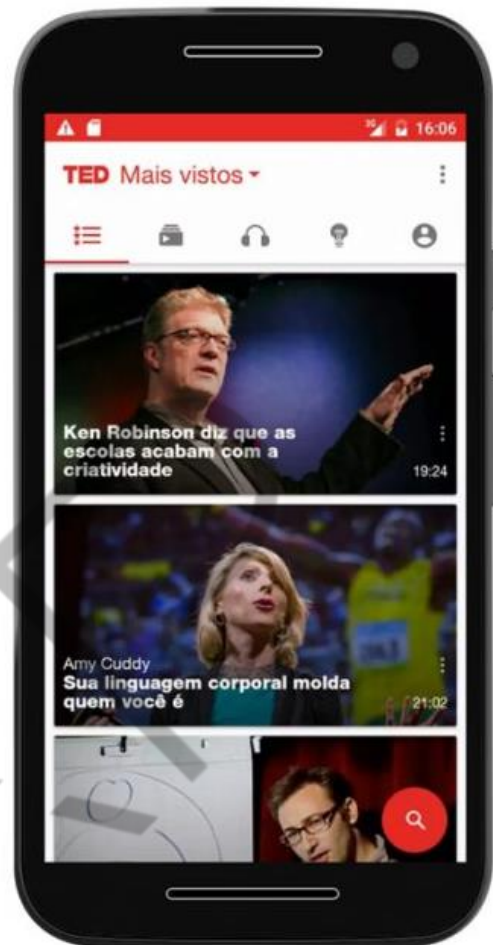 3G 16:06
TED Mais vistos
Ken Robinson diz que as
escolas acabam com a
criatividade
19:24
Amy Cuddy
Sua linguagem corporal molda
quem você é
21:02